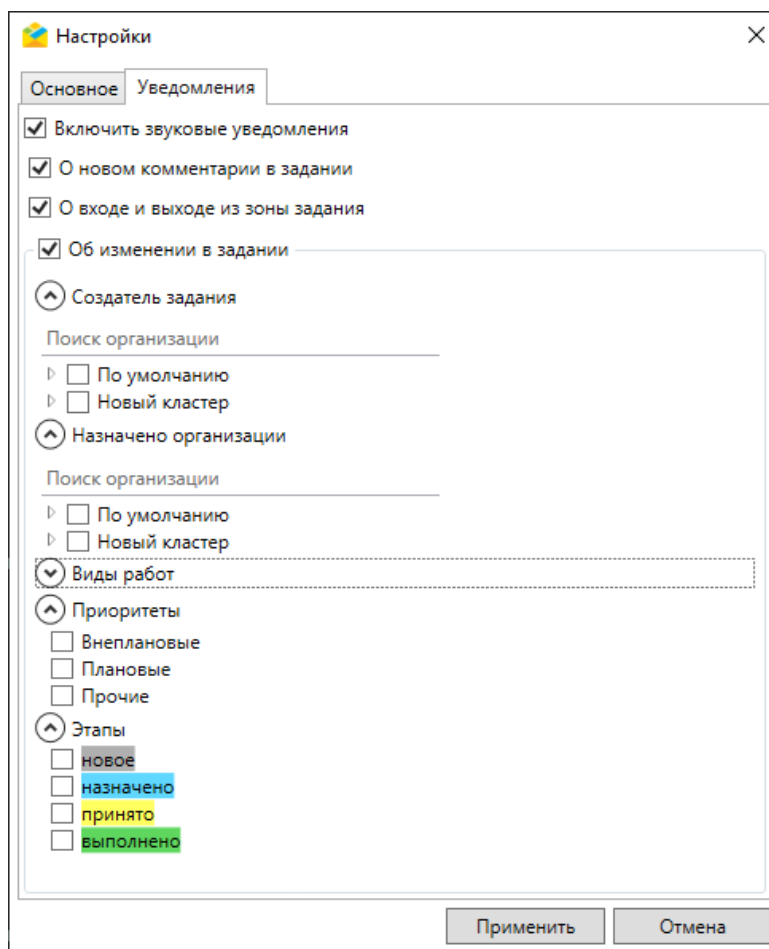 Настройки
Основное Уведомления
Включить звуковые уведомления
О новом комментарии в задании
О входе и выходе из зоны задания
Об изменении в задании
Создатель задания
Поиск организации
По умолчанию
Новый кластер
Назначено организации
Поиск организации
По умолчанию
Новый кластер
Виды работ
Приоритеты
Внеплановые
Плановые
Прочие
Этапы
новое
назначено
принято
выполнено
Применить Отмена